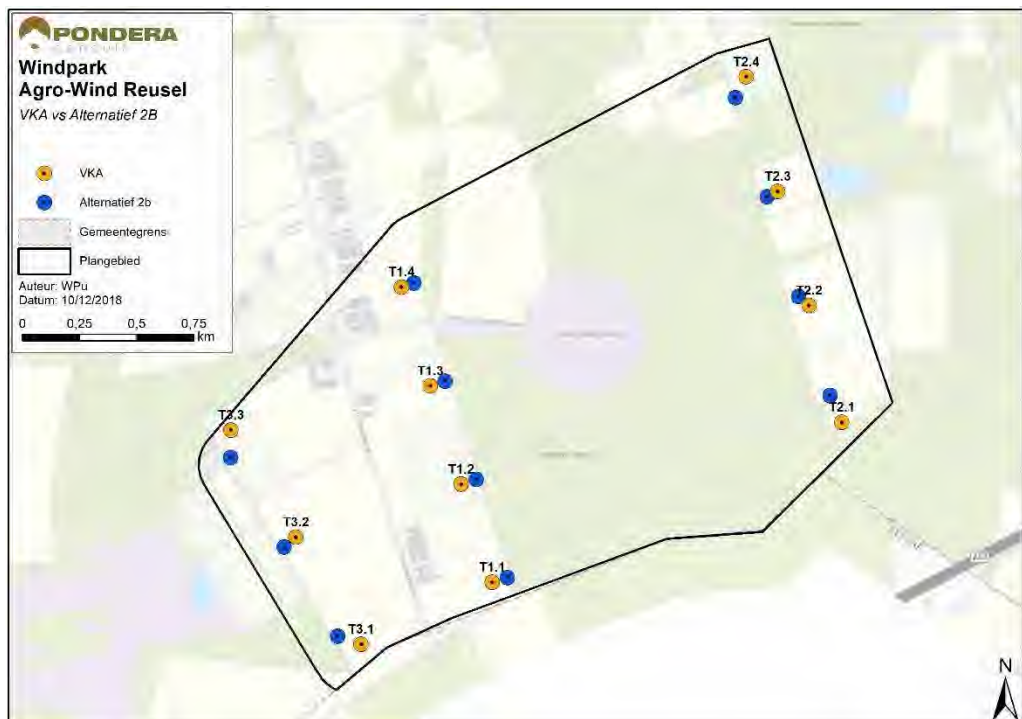 PONDERA
Windpark
Agro-Wind Reusel
VKA vs Alternatief 2B
VKA
Alternatief 2b
Gemeentegrens
Plangebied
Auteur: WPu
Datum: 10/12/2018
0 0,25 0,5 0,75
km
T2.4
T2.3
T1.4
T2.2
T1.3
T2.1
T3.3
T1.2
T3.2
T1.1
T3.1
N